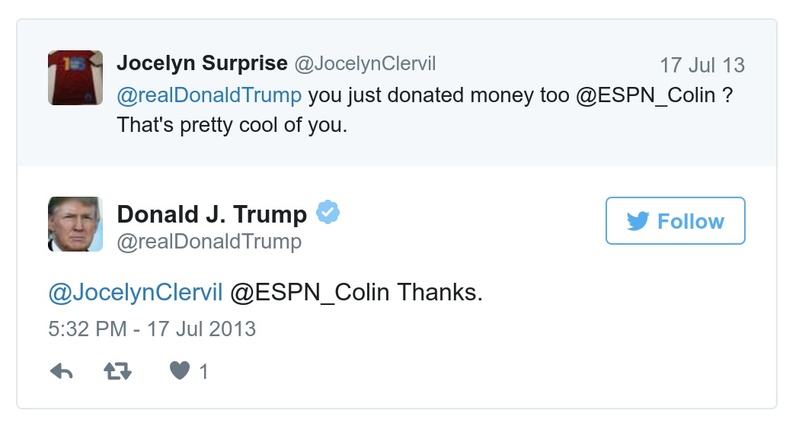 Jocelyn Surprise @JocelynClervil 17 Jul 13
@realDonaldTrump you just donated money too @ESPN_Colin ?
That's pretty cool of you.
Donald J. Trump
@realDonaldTrump
Follow
@JocelynClervil @ESPN_Colin Thanks.
5:32 PM - 17 Jul 2013
1